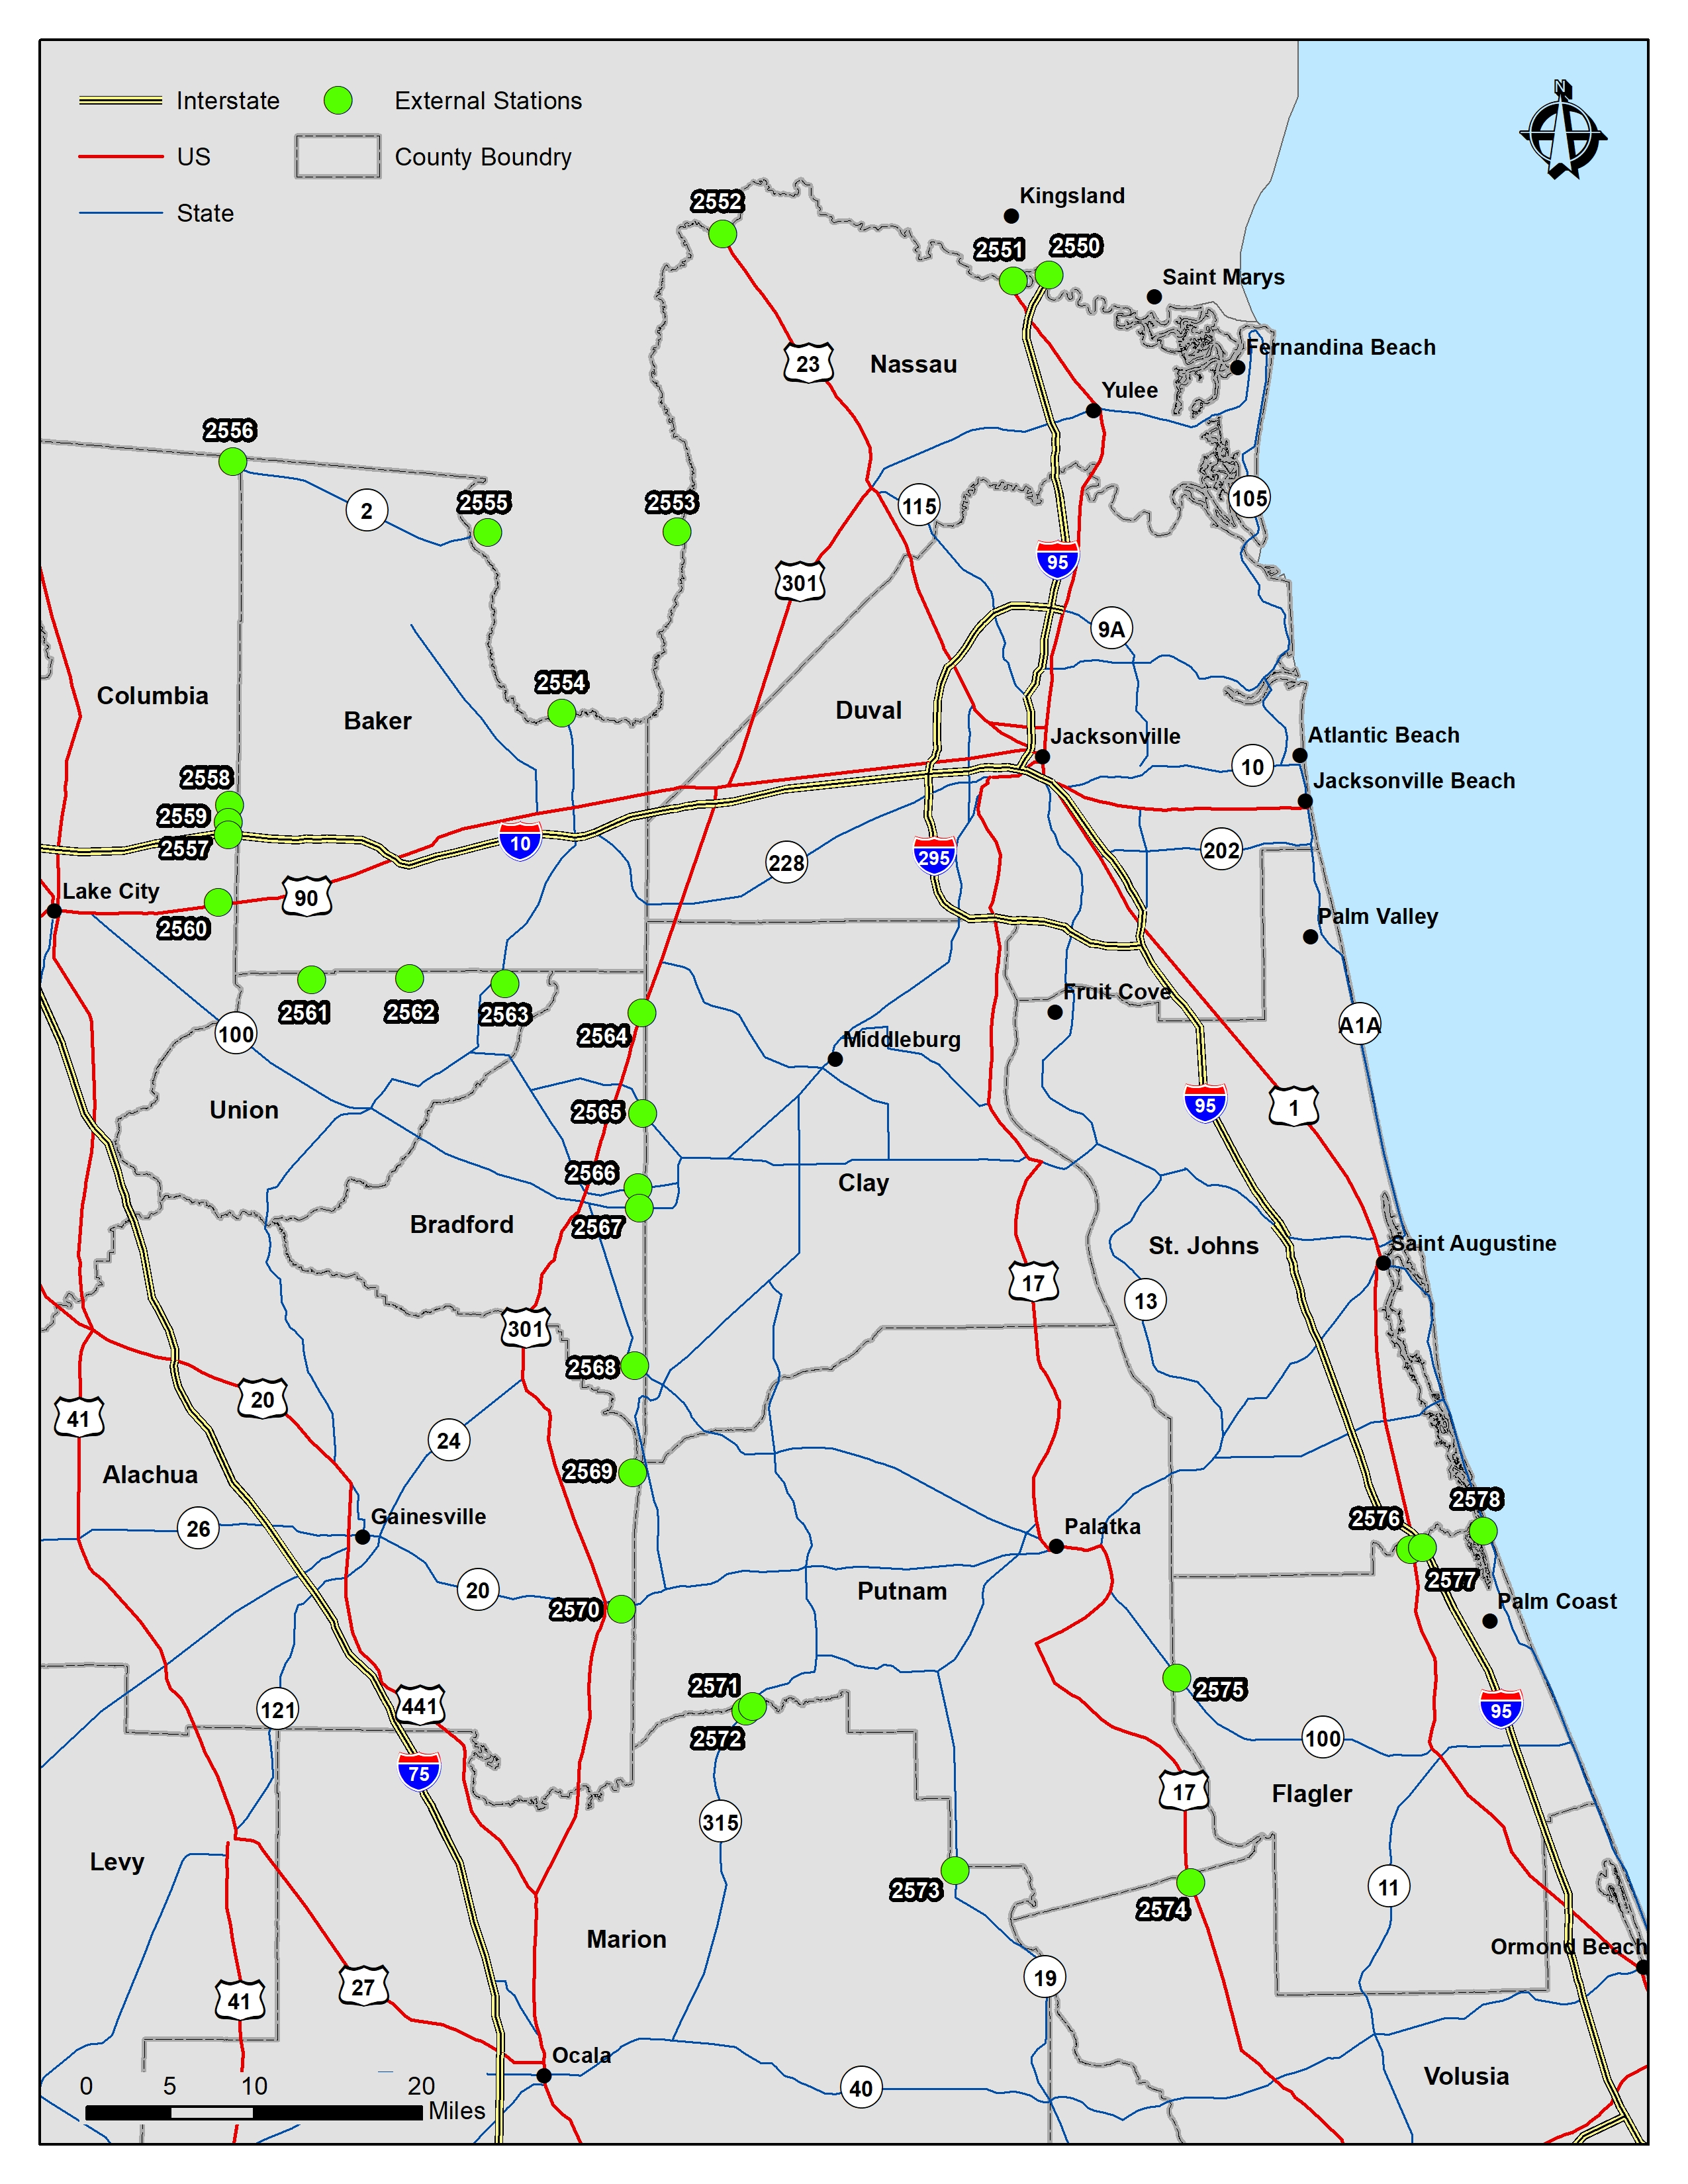 N
Interstate
External Stations
US
County Boundry
State
2552
Kingsland
2551
2550
Saint Marys
Fernandina Beach
23
Nassau
Yulee
2556
2
2555
2553
115
105
95
301
9A
2554
Columbia
Baker
Duval
Jacksonville
Atlantic Beach
10
Jacksonville Beach
2558
2559
2557
10
228
295
202
Lake City
90
2560
Palm Valley
2561
2562
2563
Fruit Cove
100
2564
Middleburg
A1A
Union
2565
95
1
2566
Clay
Bradford
2567
St. Johns
Saint Augustine
17
13
301
2568
20
41
24
Alachua
2569
2578
26
Gainesville
2576
Palatka
20
2570
Putnam
2577
Palm Coast
2571
2575
121
441
2572
95
100
75
17
Flagler
315
Levy
2573
11
2574
Marion
Ormond Beach
19
41
27
Ocala
Volusia
40
0 5 10 20
Miles